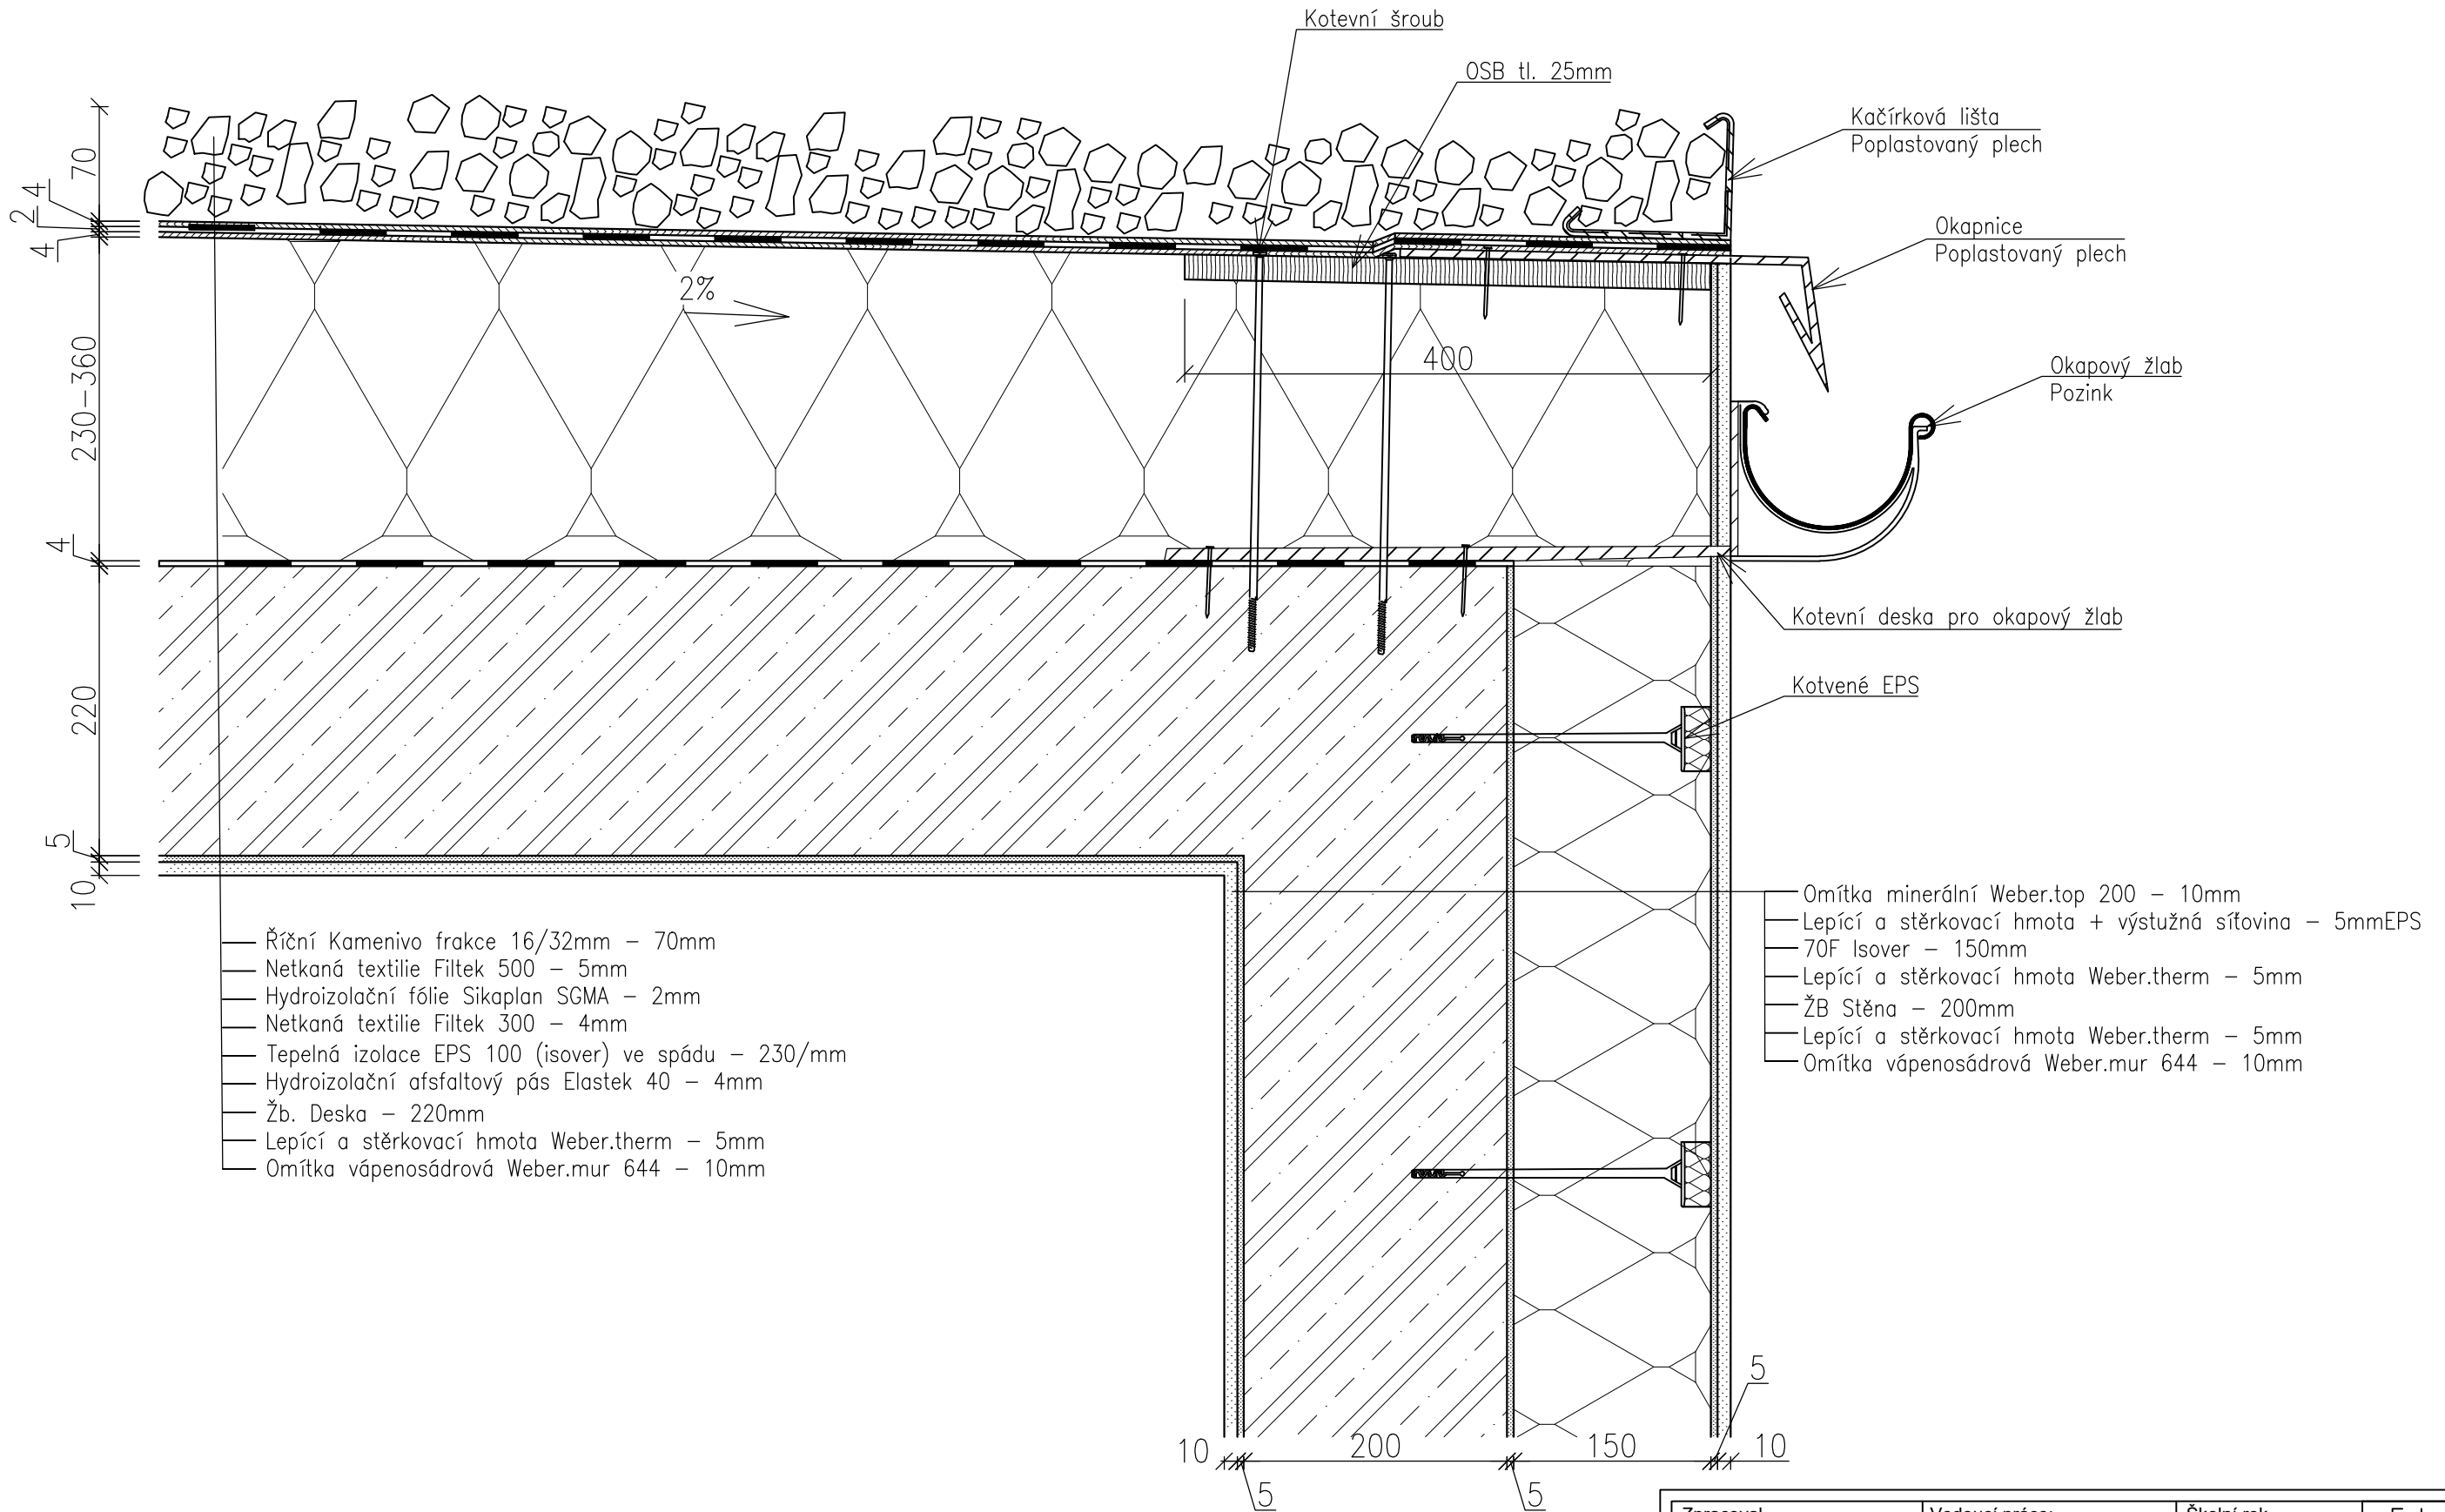 Kotevní šroub
OSB tl. 25mm
Kačírková lišta
Poplastovaný plech
Okapnice
Poplastovaný plech
70
4
2
4
2%
230-360
400
Okapový žlab
Pozink
4
Kotevní deska pro okapový žlab
Kotvené EPS
220
5
10
Omítka minerální Weber.top 200 - 10mm
Lepící a stěrkovací hmota + výstužná síťovina - 5mmEPS
70F Isover - 150mm
Lepící a stěrkovací hmota Weber.therm - 5mm
ŽB Stěna - 200mm
Lepící a stěrkovací hmota Weber.therm - 5mm
Omítka vápenosádrová Weber.mur 644 - 10mm
Říční Kamenivo frakce 16/32mm - 70mm
Netkaná textilie Filtek 500 - 5mm
Hydroizolační fólie Sikaplan SGMA - 2mm
Netkaná textilie Filtek 300 - 4mm
Tepelná izolace EPS 100 (isover) ve spádu - 230/mm
Hydroizolační afsfaltový pás Elastek 40 - 4mm
Žb. Deska - 220mm
Lepící a stěrkovací hmota Weber.therm - 5mm
Omítka vápenosádrová Weber.mur 644 - 10mm
5
10
200
150
10
5
5